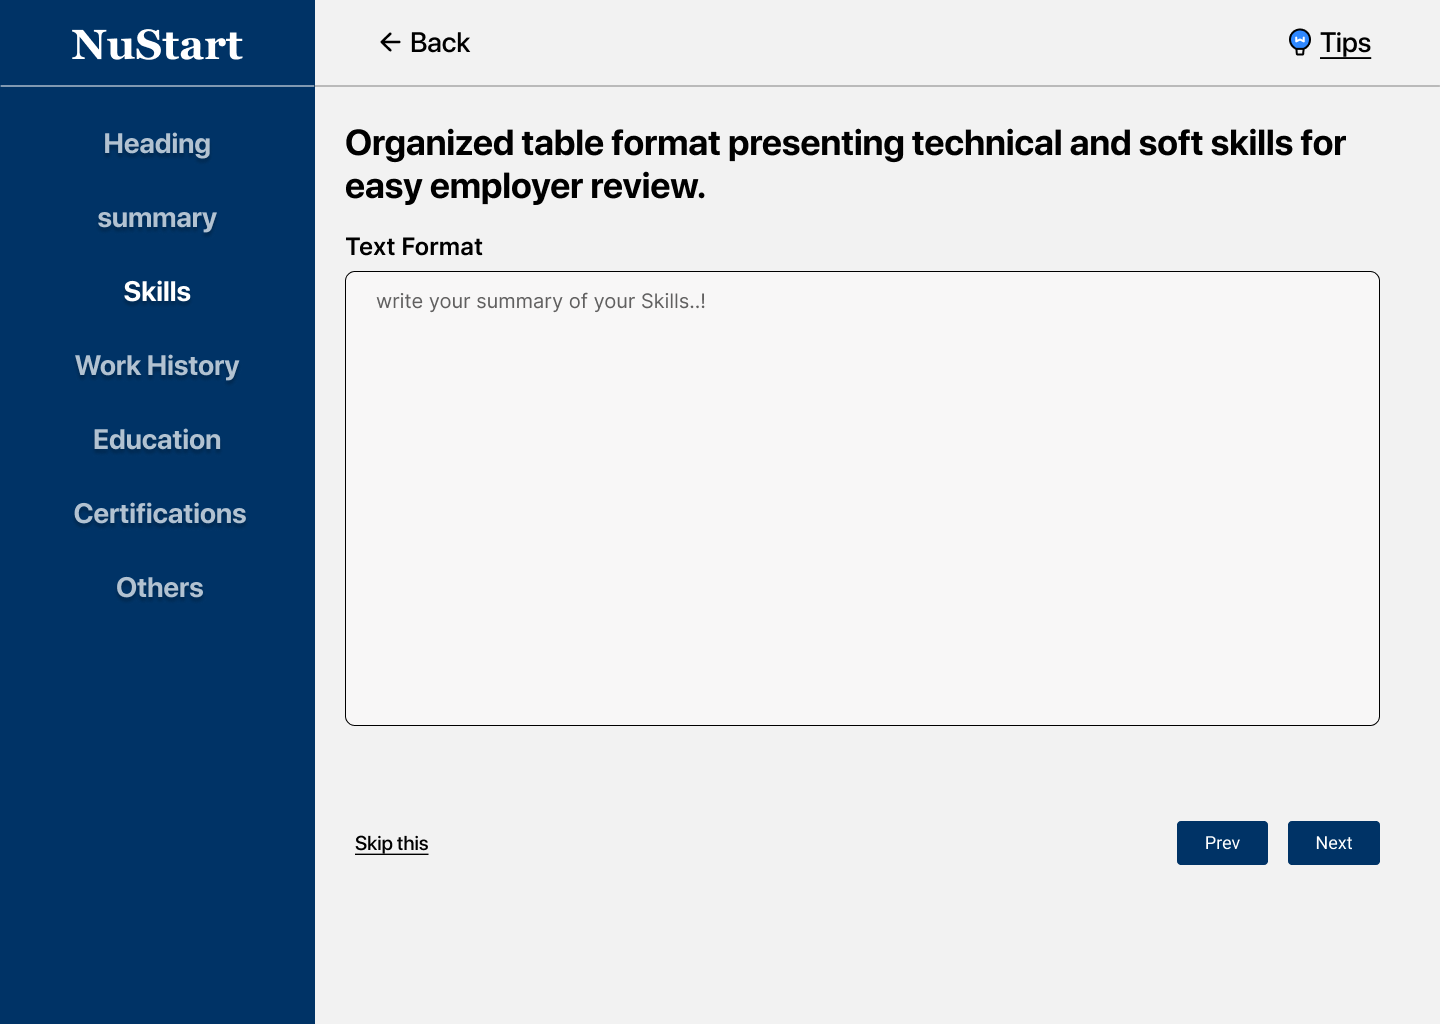 NuStart
Back
Tips
Heading
summary
Skills
Work History
Education
Certifications
Others
Organized table format presenting technical and soft skills for
easy employer review.
Text Format
write your summary of your Skills..!
Skip this
Prev
Next